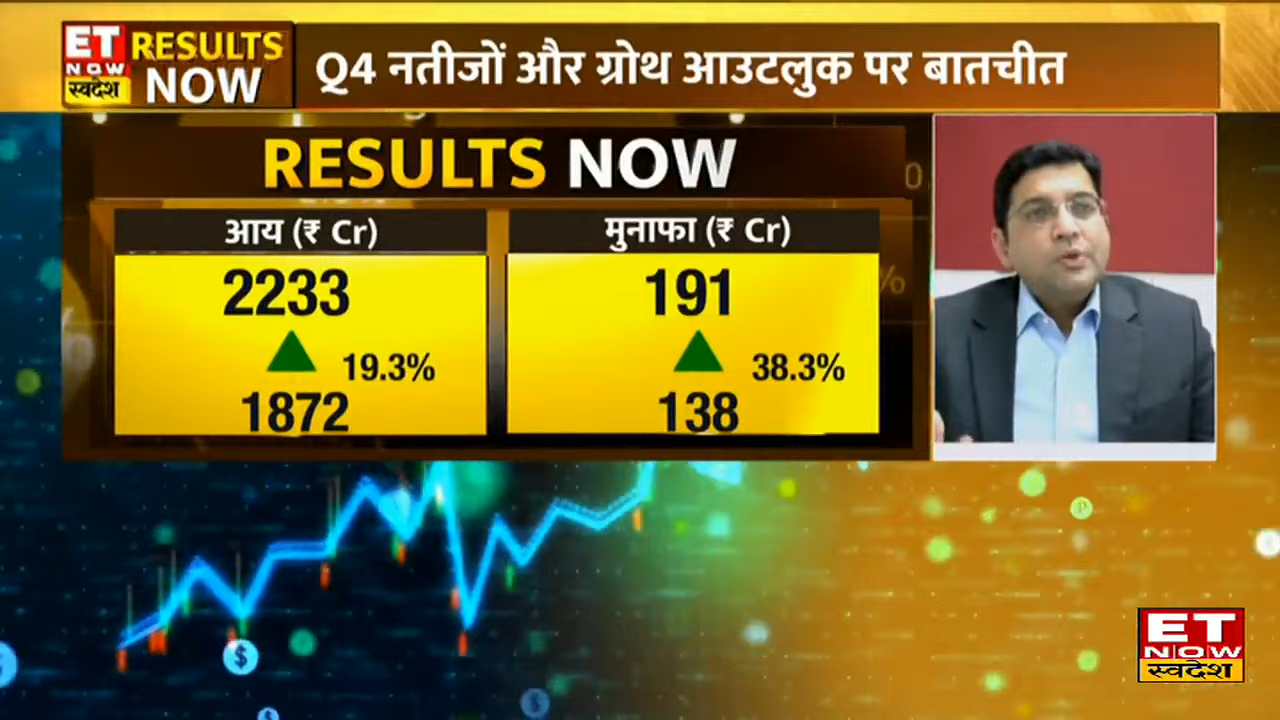 ET
NOW
स्वदेश
RESULTS
NOW
Q4 नतीजों और ग्रोथ आउटलुक पर बातचीत
RESULTS NOW
आय (₹ Cr)
2233
19.3%
1872
मुनाफा (₹ Cr)
191
38.3%
138
ET
NOW
स्वदेश